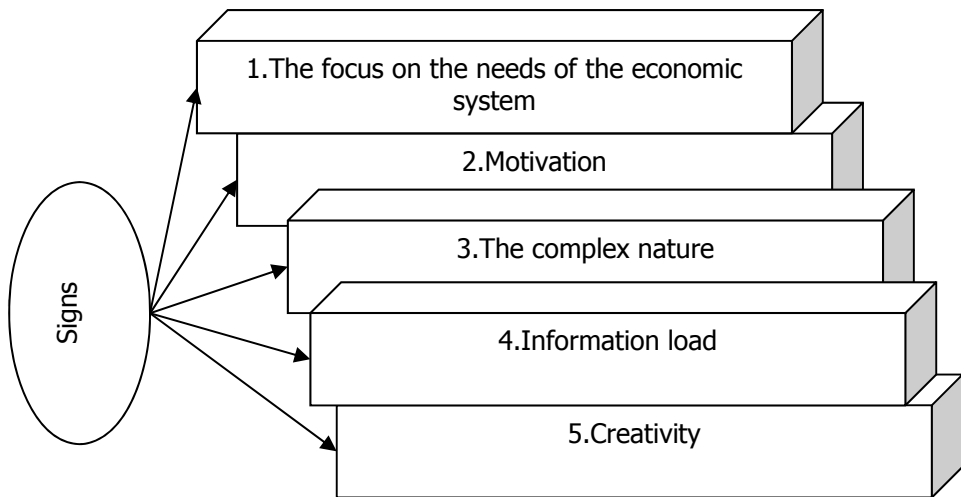 1.The focus on the needs of the economic
system
2.Motivation
3.The complex nature
Signs
4.Information load
5.Creativity